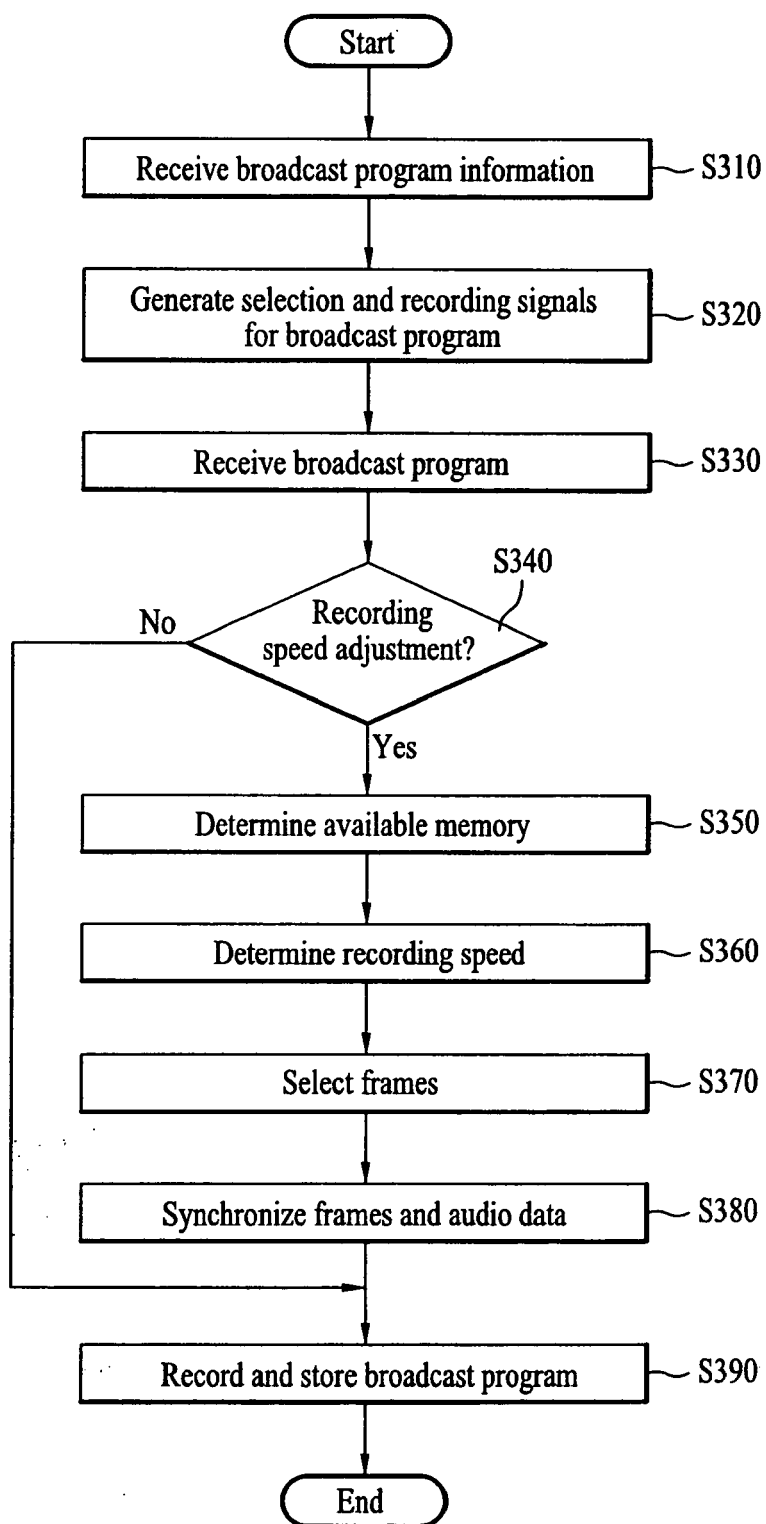 Start
Receive broadcast program information
S310
Generate selection and recording signals
for broadcast program
S320
Receive broadcast program
S330
S340
Recording
speed adjustment?
No
Yes
Determine available memory
S350
Determine recording speed
S360
Select frames
S370
Synchronize frames and audio data
S380
Record and store broadcast program
S390
End